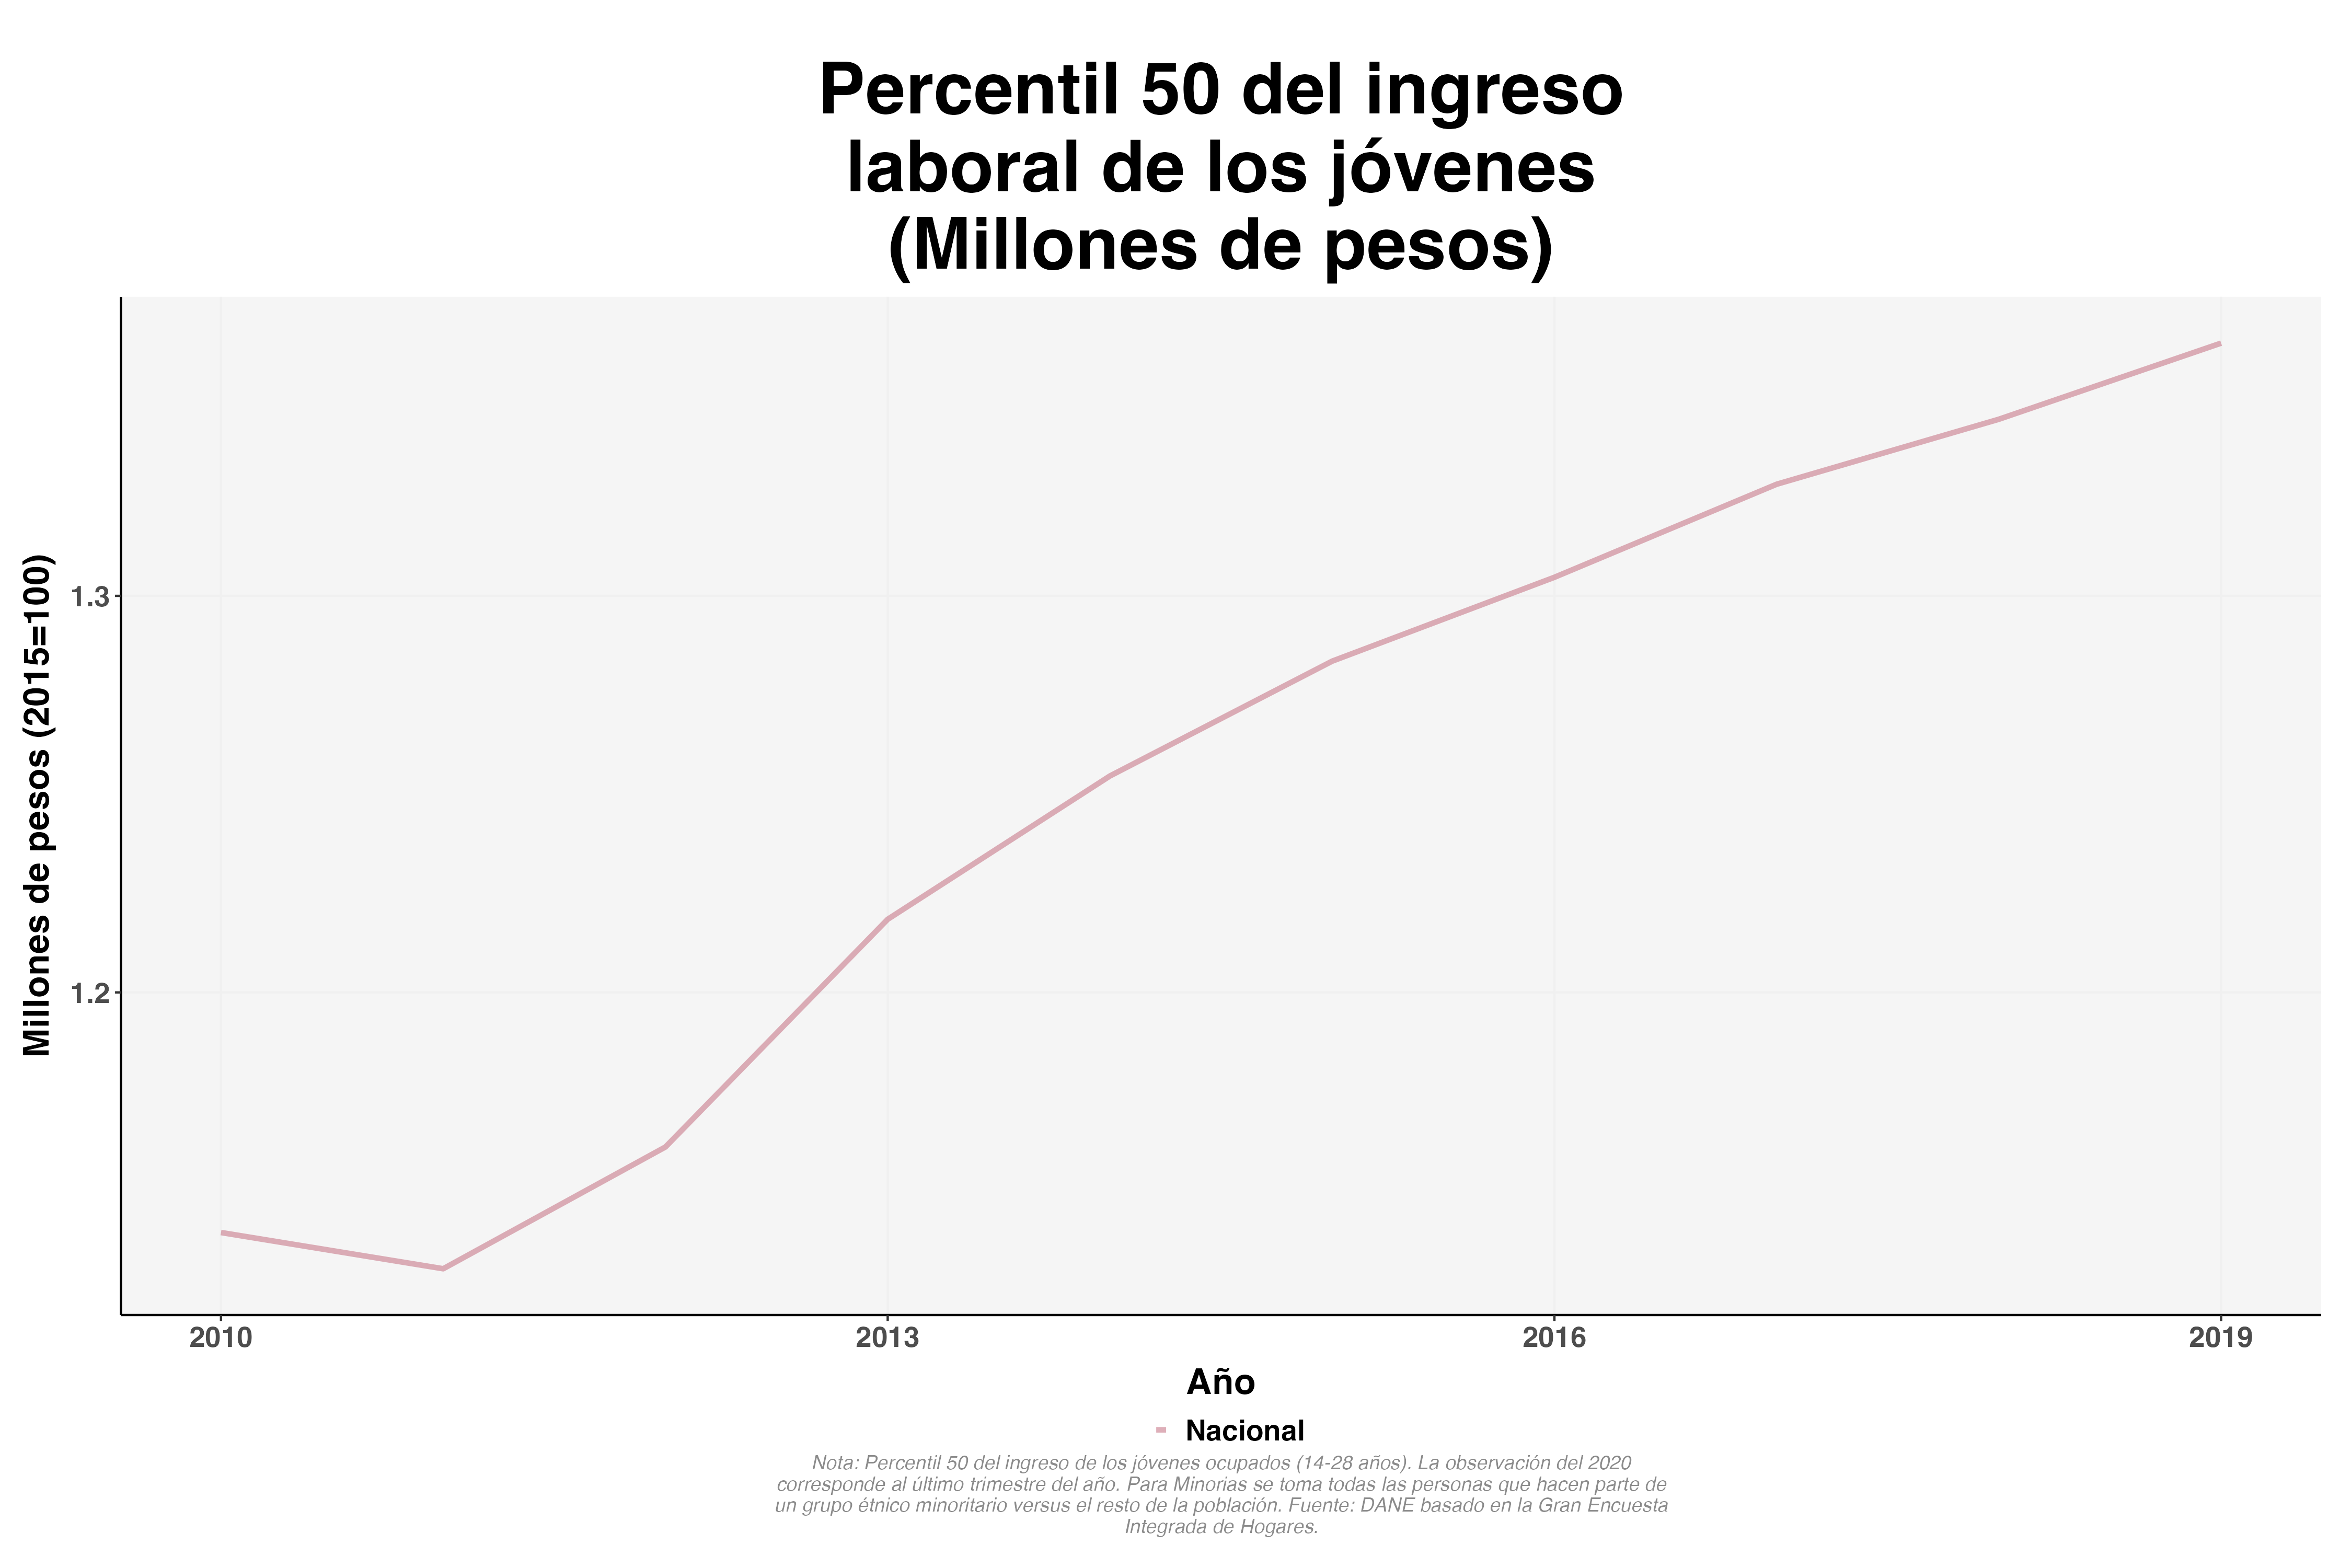 Percentil 50 del ingreso
laboral de los jóvenes
(Millones de pesos)
Millones de pesos (2015=100)
1.3
1.2
2010
2013
2016
2019
Año
Nacional
Nota: Percentil 50 del ingreso de los jóvenes ocupados (14-28 años). La observación del 2020
corresponde al último trimestre del año. Para Minorias se toma todas las personas que hacen parte de
un grupo étnico minoritario versus el resto de la población. Fuente: DANE basado en la Gran Encuesta
Integrada de Hogares.